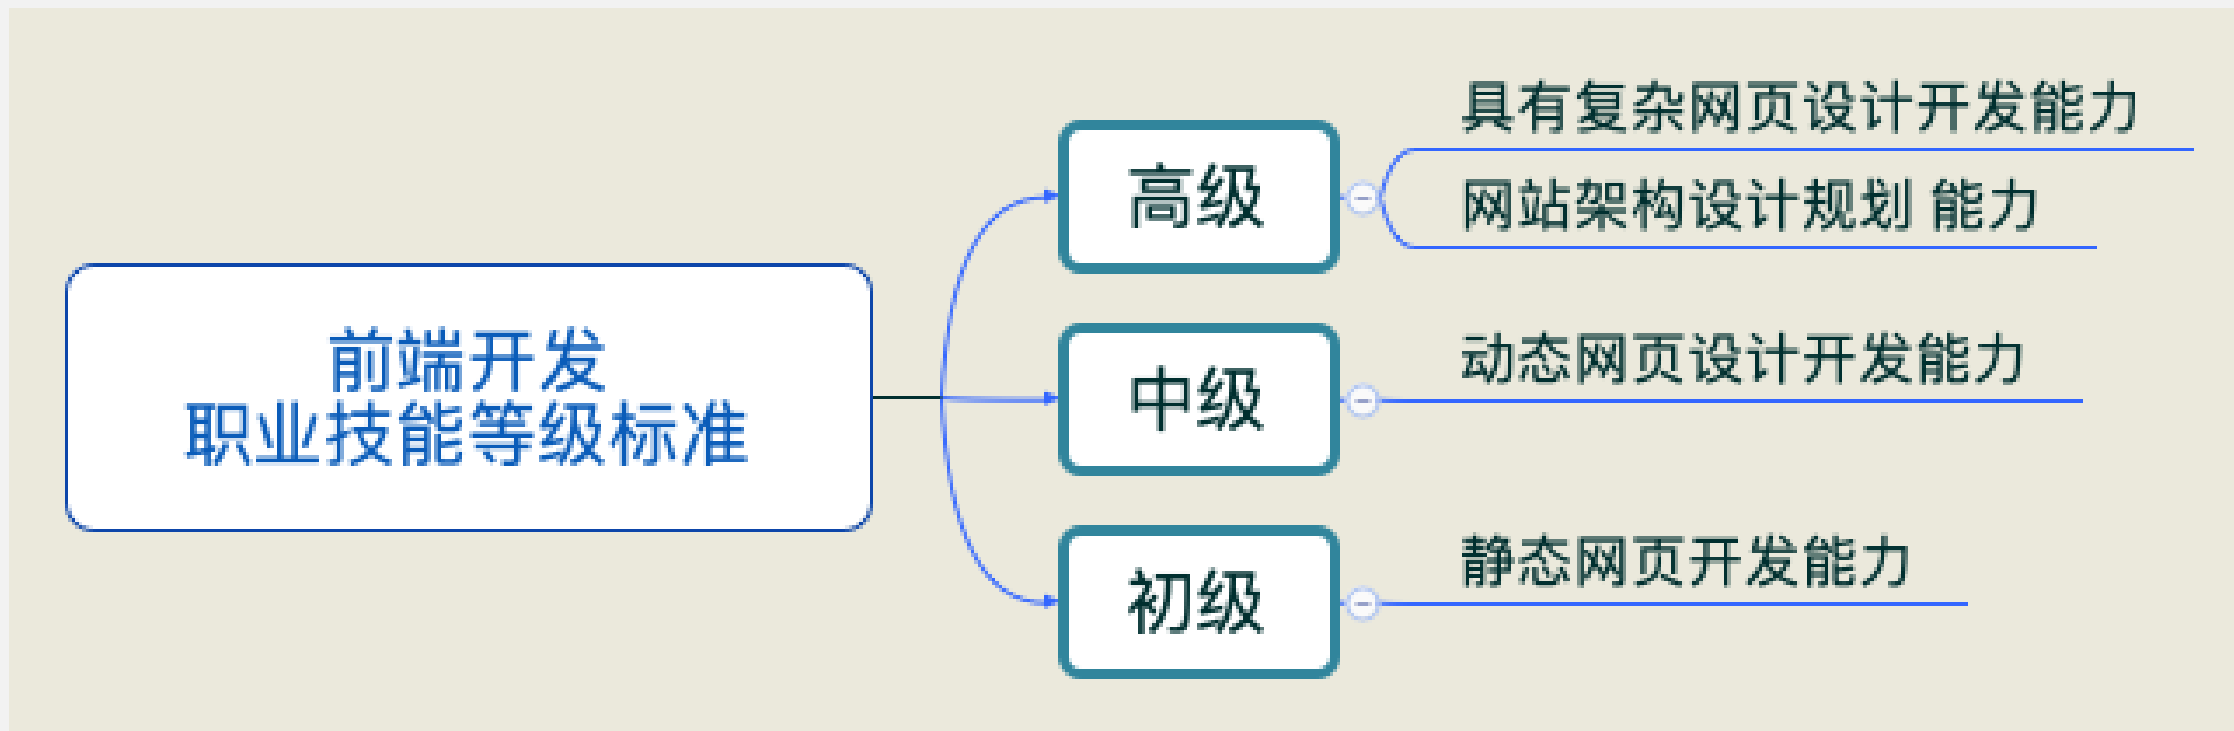 前端开发
职业技能等级标准
高级
具有复杂网页设计开发能力
网站架构设计规划 能力
中级
动态网页设计开发能力
初级
静态网页开发能力